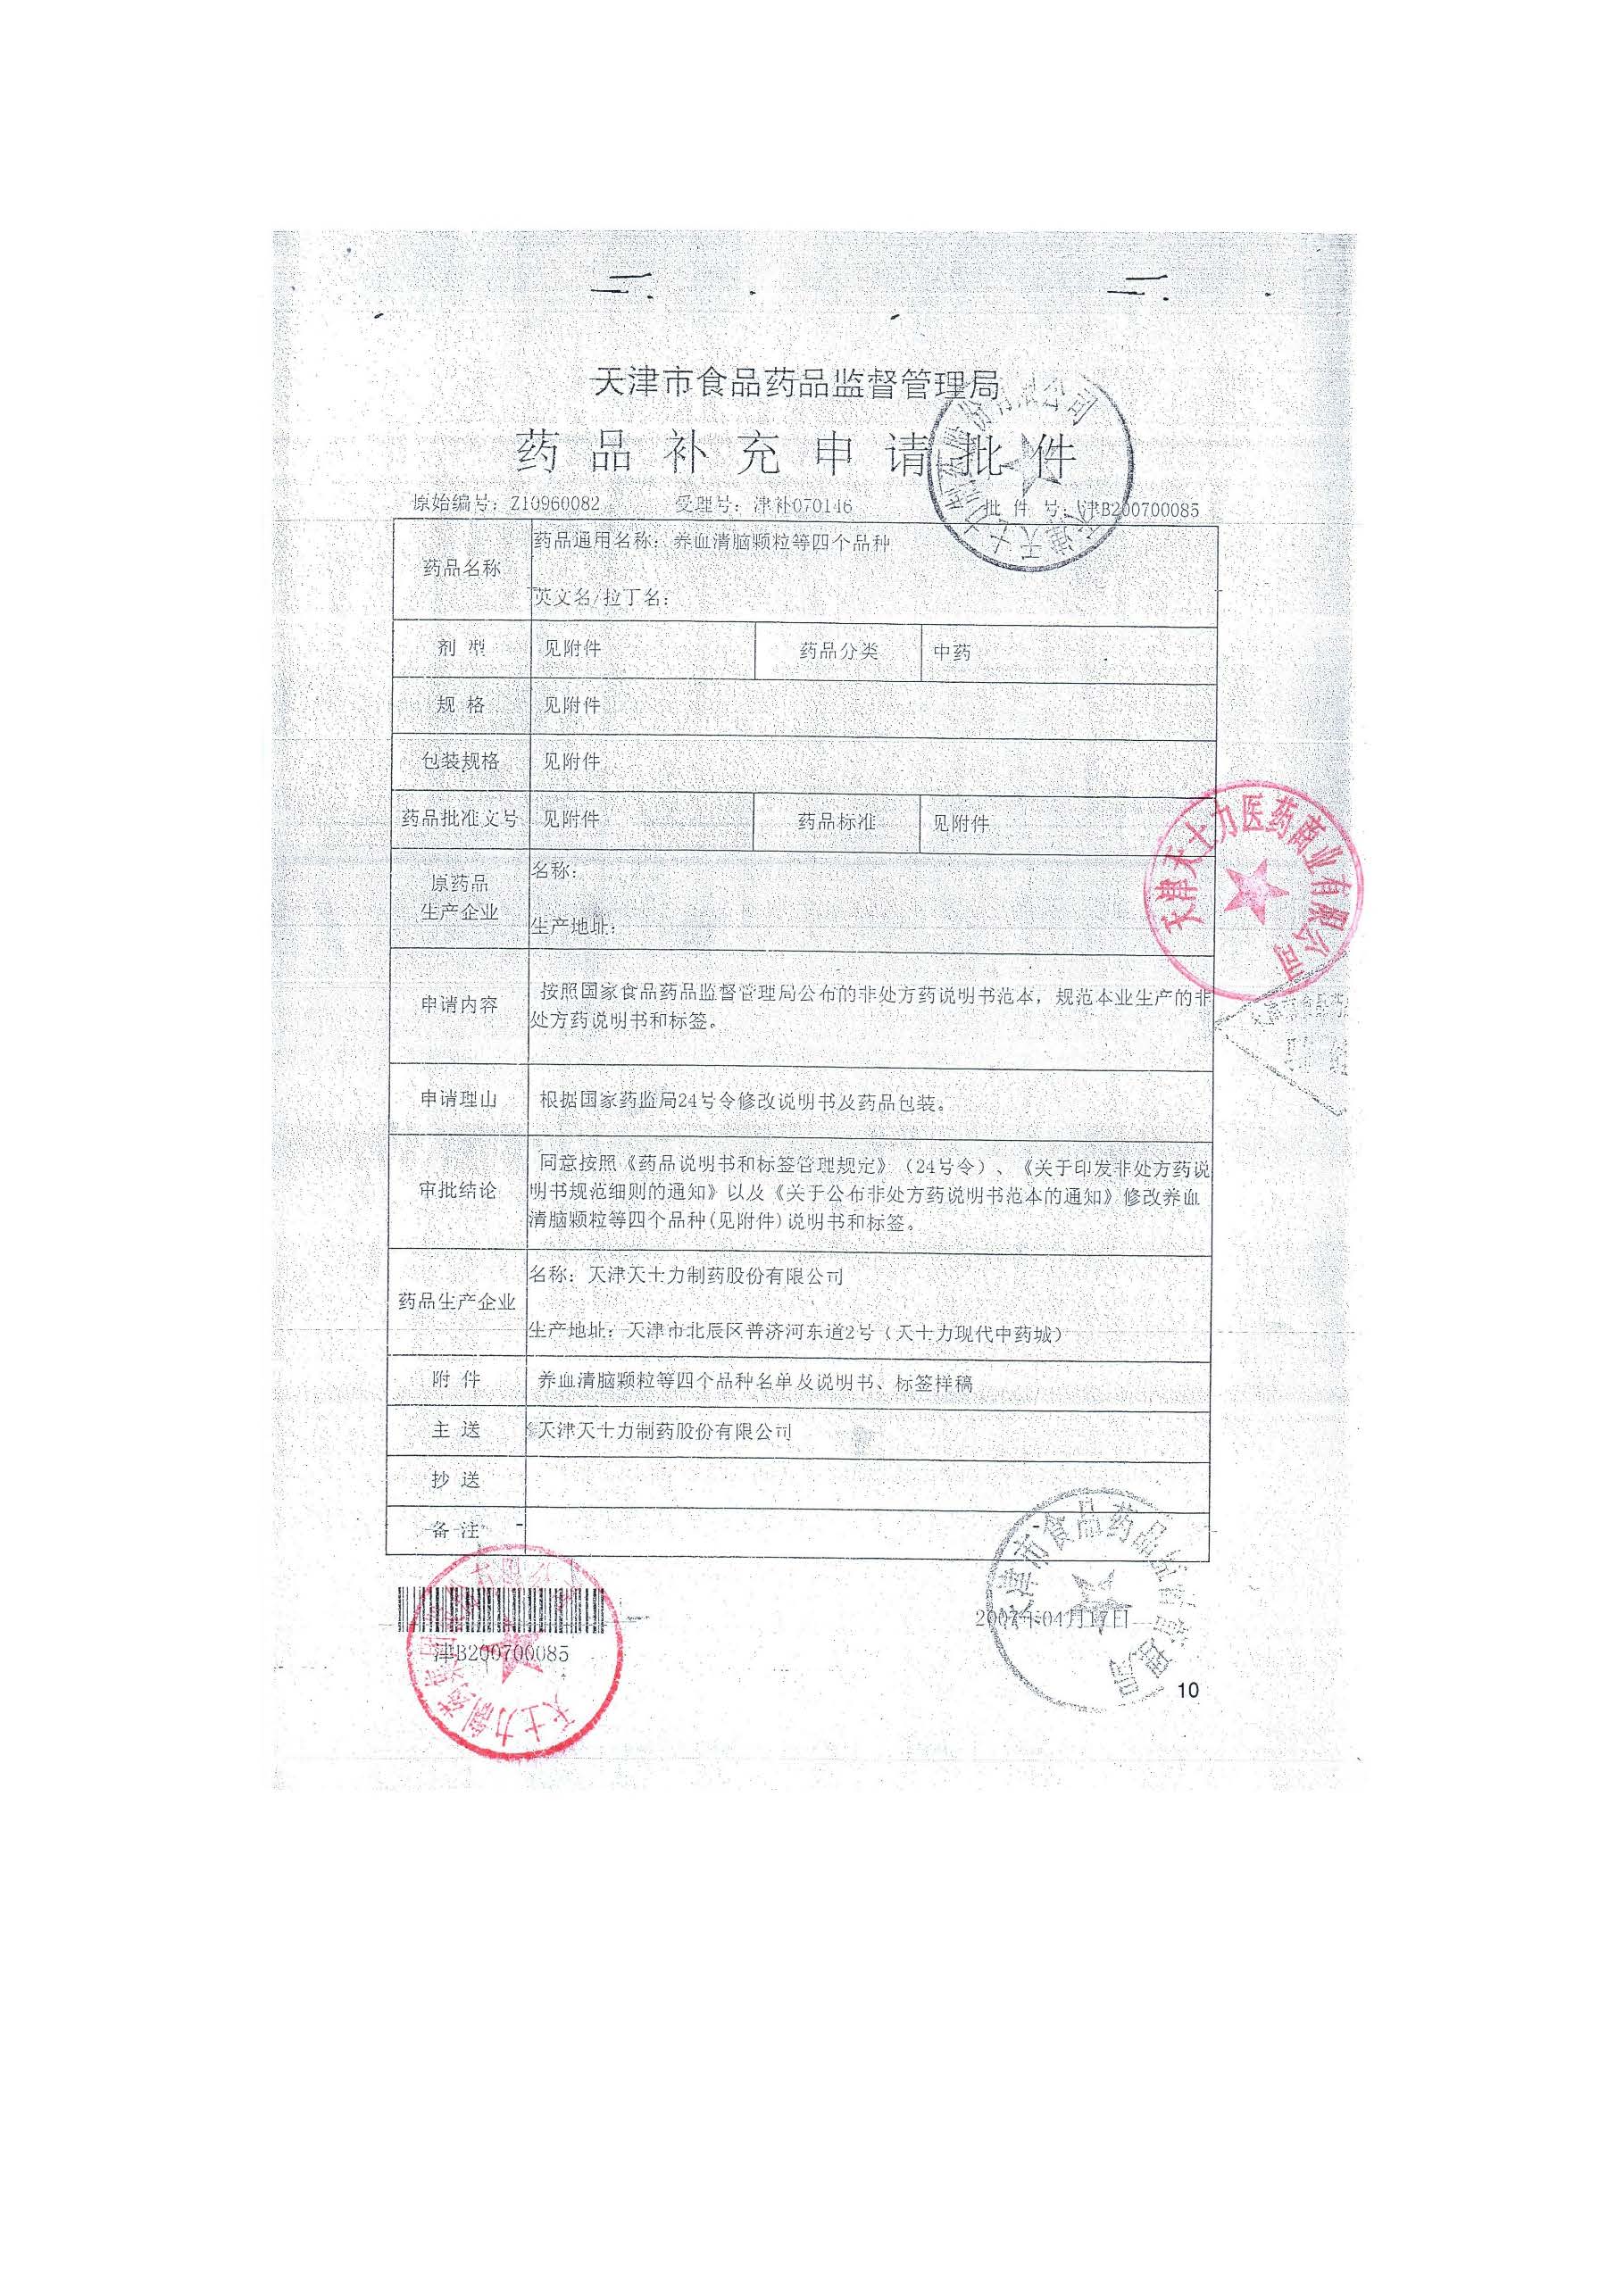 天津市食品药品监督管理局
药品补充申请批件
原始编号：Z10960082 受理号：津补070146 批件号：津B200700085
药品名称 药品通用名称：养血清脑颗粒等四个品种
英文名/拉丁名：
剂型 见附件 药品分类 中药
规格 见附件
包装规格 见附件
药品批准文号 见附件 药品标准 见附件
原药品
生产企业
名称：
生产地址：
申请内容
按照国家食品药品监督管理局公布的非处方药说明书范本，规范本业生产的非
处方药说明书和标签。
申请理由 根据国家药监局24号令修改说明书及药品包装。
审批结论
同意按照《药品说明书和标签管理规定》（24号令）、《关于印发非处方药说
明书规范细则的通知》以及《关于公布非处方药说明书范本的通知》修改养血
清脑颗粒等四个品种(见附件)说明书和标签。
药品生产企业
名称：天津天士力制药股份有限公司
生产地址：天津市北辰区普济河东道2号（天士力现代中药城）
附件 养血清脑颗粒等四个品种名单及说明书、标签样稿
主送 天津天士力制药股份有限公司
抄送
备注
津B200700085
2007年04月17日
10
天津天士力医药商业有限公司
天津市食品药品监督管理局
天津天士力制药股份有限公司